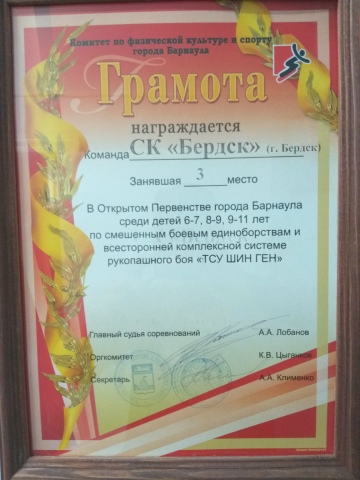 Комитет по физической культуре и спорту
города Барнаула
Грамота
награждается
Команда СК «Бердск» (г. Бердск)
Занявшая 3 место
В Открытом Первенстве города Барнаула
среди детей 6-7, 8-9, 9-11 лет
по смешенным боевым единоборствам и
всесторонней комплексной системе
рукопашного боя «ТСУ ШИН ГЕН»
Главный судья соревнований А.А. Лобанов
Оргкомитет К.В. Цыганков
Секретарь А.А. Клименко